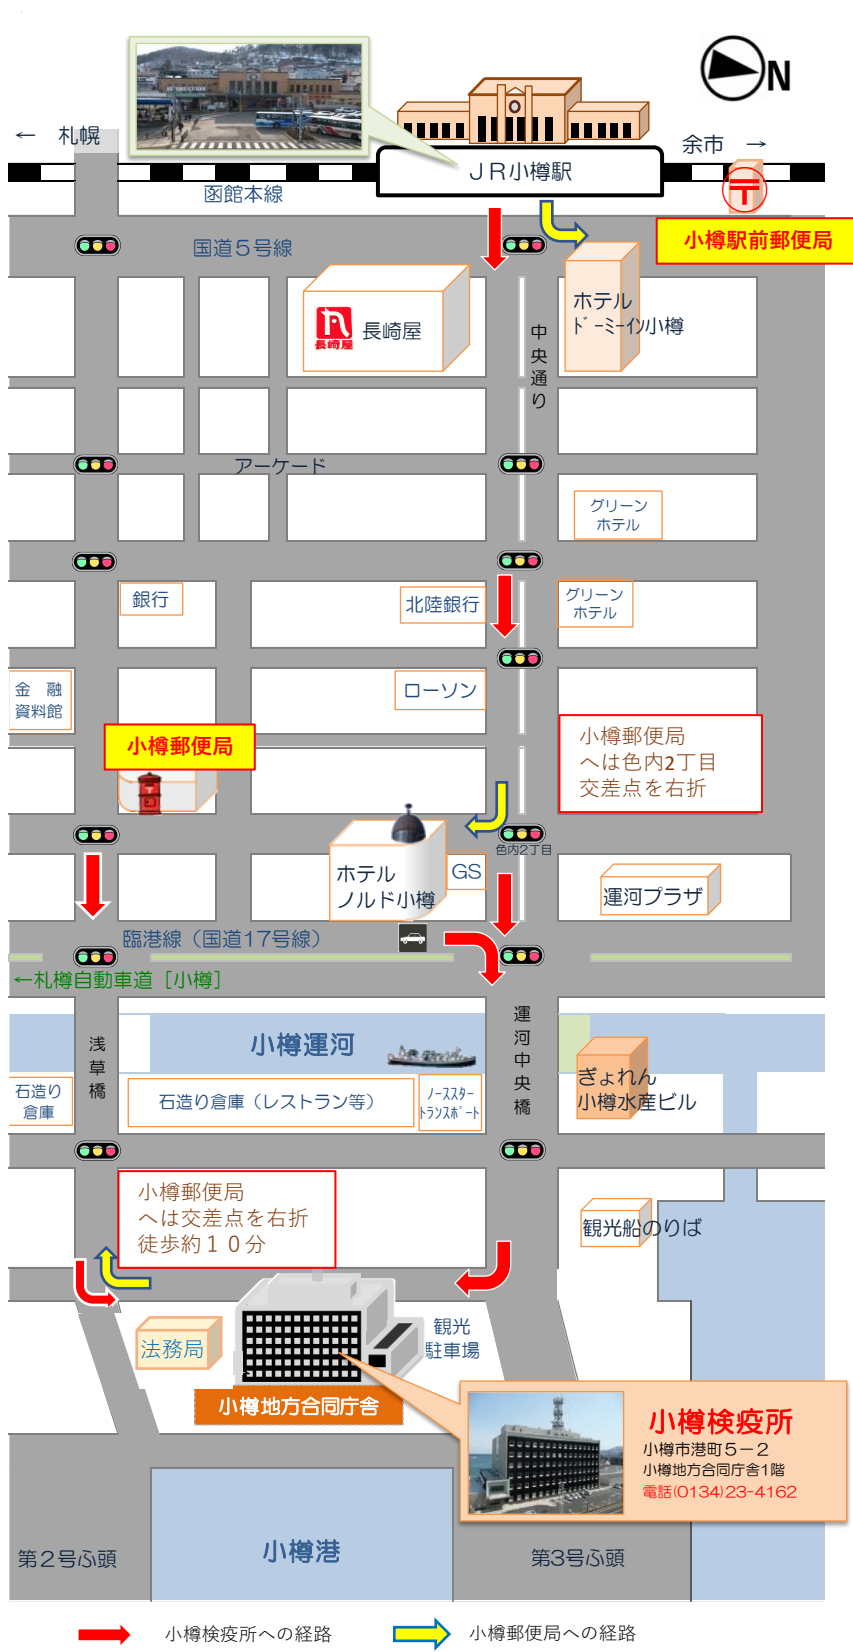 N
← 札幌
余市 →
JR小樽駅
函館本線
〒
小樽駅前郵便局
国道5号線
ホテル
ドーミーイン小樽
長崎屋
長崎屋
中央通り
アーケード
グリーン
ホテル
銀行
北陸銀行
グリーン
ホテル
金 融
資料館
ローソン
小樽郵便局
小樽郵便局
へは色内2丁目
交差点を右折
〒
色内2丁目
ホテル
ノルド小樽
GS
運河プラザ
臨港線（国道17号線）
←札樽自動車道［小樽］
浅草橋
小樽運河
運河中央橋
石造り
倉庫
石造り倉庫（レストラン等）
ノーススター
トランスポート
ぎょれん
小樽水産ビル
小樽郵便局
へは交差点を右折
徒歩約１０分
観光船のりば
法務局
観光
駐車場
小樽地方合同庁舎
小樽検疫所
小樽市港町５－２
小樽地方合同庁舎1階
電話(0134)23-4162
第２号ふ頭
小樽港
第3号ふ頭
小樽検疫所への経路
小樽郵便局への経路